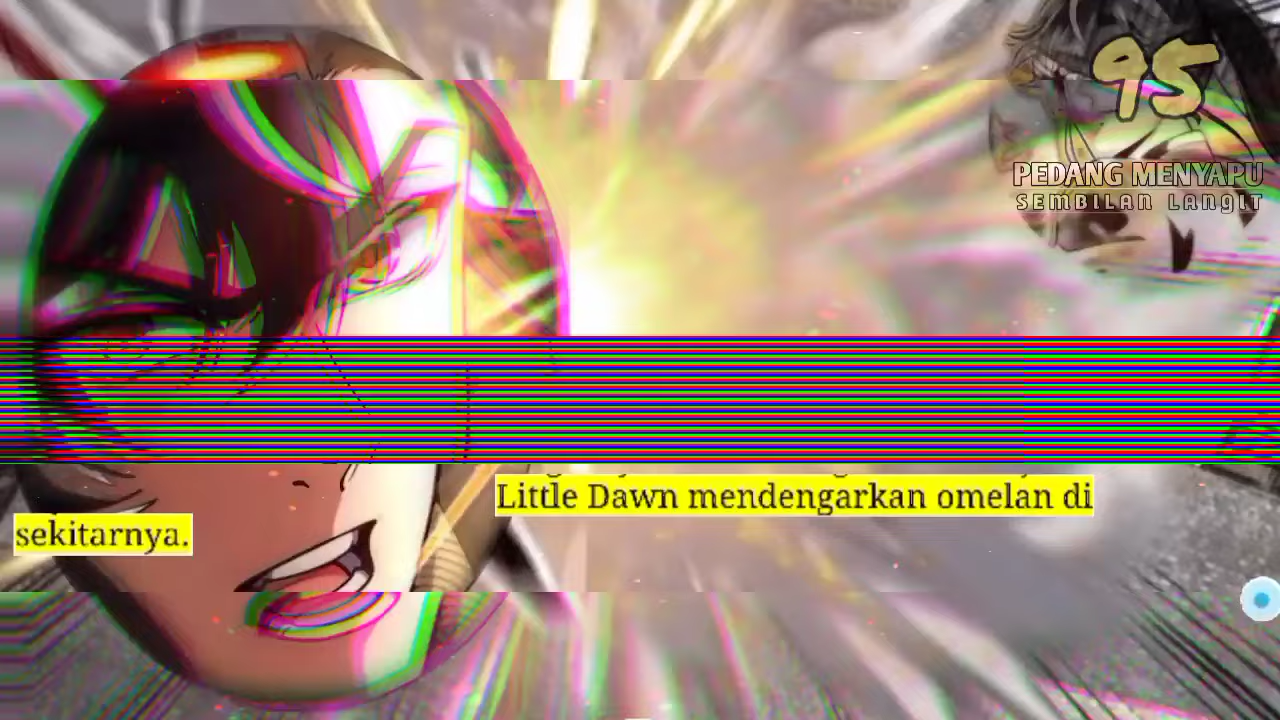 95
PEDANG MENYAPU
SEMBILAN LANGIT
Little Dawn mendengarkan omelan di
sekitarnya.